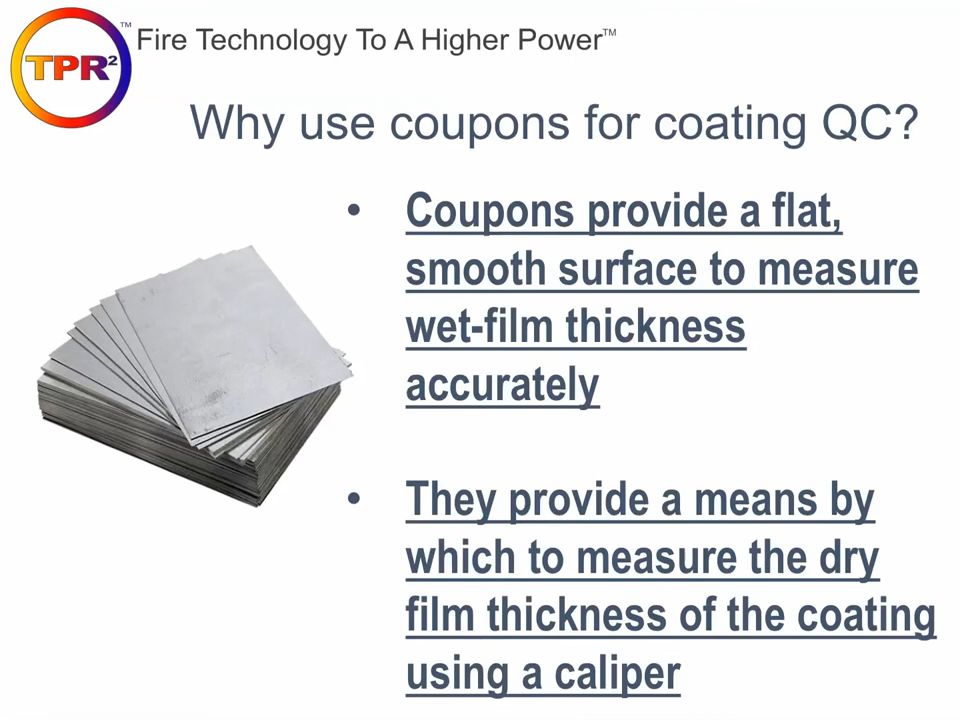 TPR²™
Fire Technology To A Higher Power™
Why use coupons for coating QC?
• Coupons provide a flat,
smooth surface to measure
wet-film thickness
accurately
• They provide a means by
which to measure the dry
film thickness of the coating
using a caliper